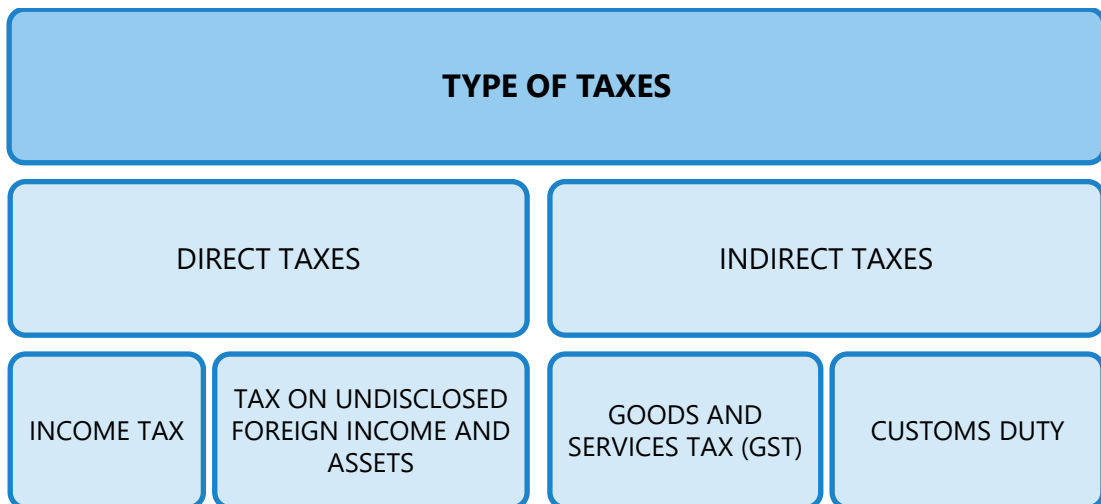 TYPE OF TAXES
DIRECT TAXES
INDIRECT TAXES
INCOME TAX
TAX ON UNDISCLOSED
FOREIGN INCOME AND
ASSETS
GOODS AND
SERVICES TAX (GST)
CUSTOMS DUTY